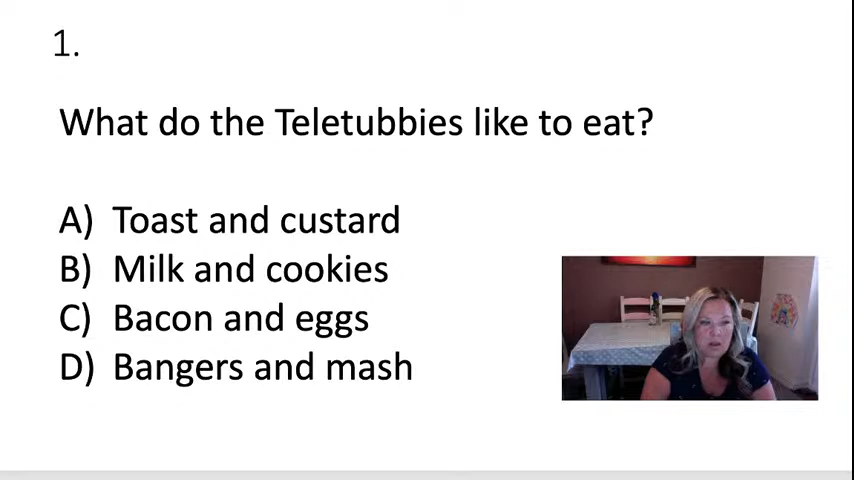 1.
What do the Teletubbies like to eat?
A) Toast and custard
B) Milk and cookies
C) Bacon and eggs
D) Bangers and mash